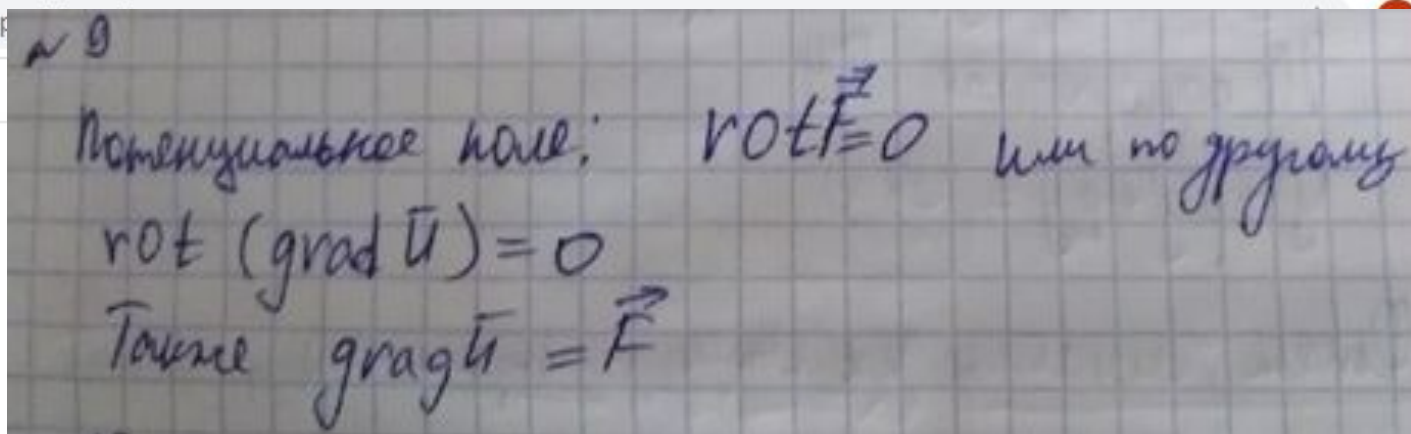 № 9
Потенциальное поле: rot F⃗ = 0 или по другому
rot (grad ū) = 0
Также grad ū = F⃗